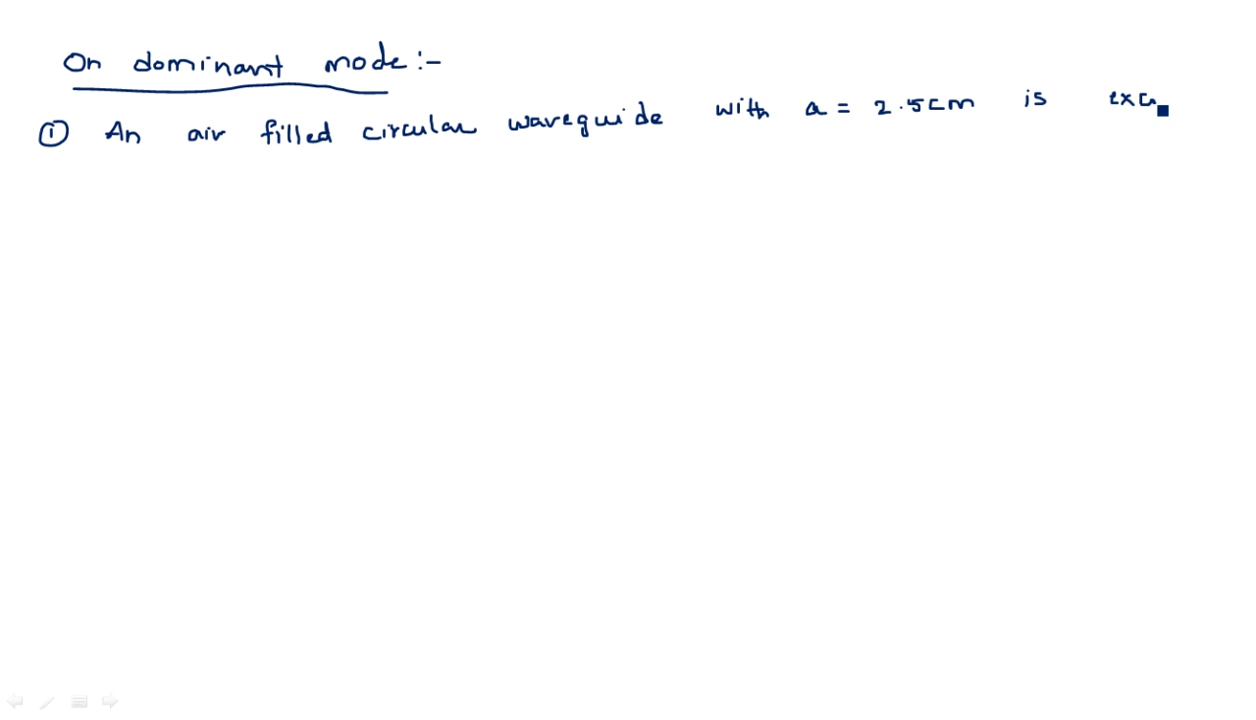 On dominant mode:-
① An air filled circular waveguide with a = 2.5cm is